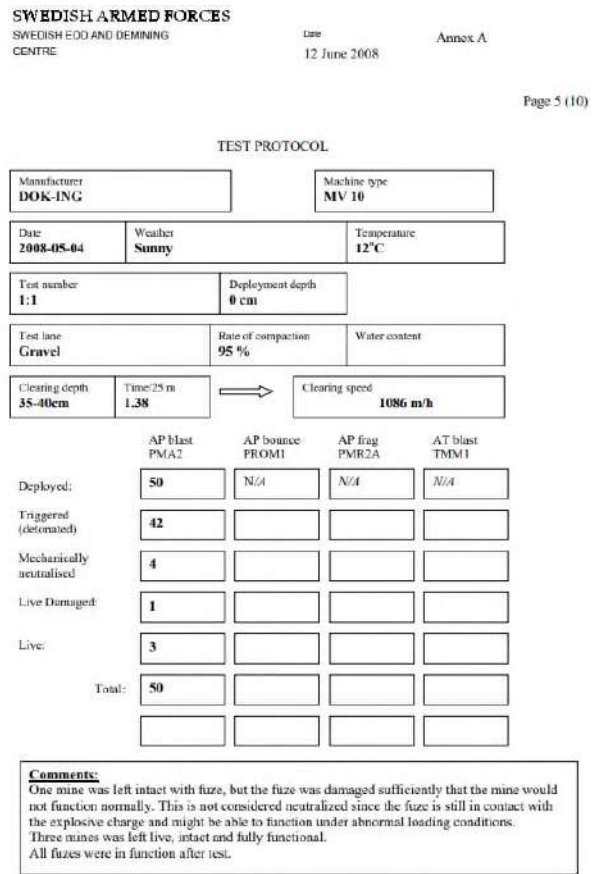 SWEDISH ARMED FORCES
SWEDISH EOD AND DEMINING
CENTRE
Date
12 June 2008
Annex A
Page 5 (10)
TEST PROTOCOL
Manufacturer
DOK-ING
Machine type
MV 10
Date
2008-05-04
Weather
Sunny
Temperature
12°C
Test number
1:1
Deployment depth
0 cm
Test lane
Gravel
Rate of compaction
95 %
Water content
Clearing depth
35-40cm
Time/25 m
1.38
Clearing speed
1086 m/h
AP blast
PMA2
AP bounce
PROM1
AP frag
PMR2A
AT blast
TMM1
Deployed: 50 N/A N/A N/A
Triggered
(detonated) 42
Mechanically
neutralised 4
Live Damaged: 1
Live: 3
Total: 50
Comments:
One mine was left intact with fuze, but the fuze was damaged sufficiently that the mine would
not function normally. This is not considered neutralized since the fuze is still in contact with
the explosive charge and might be able to function under abnormal loading conditions.
Three mines was left live, intact and fully functional.
All fuzes were in function after test.